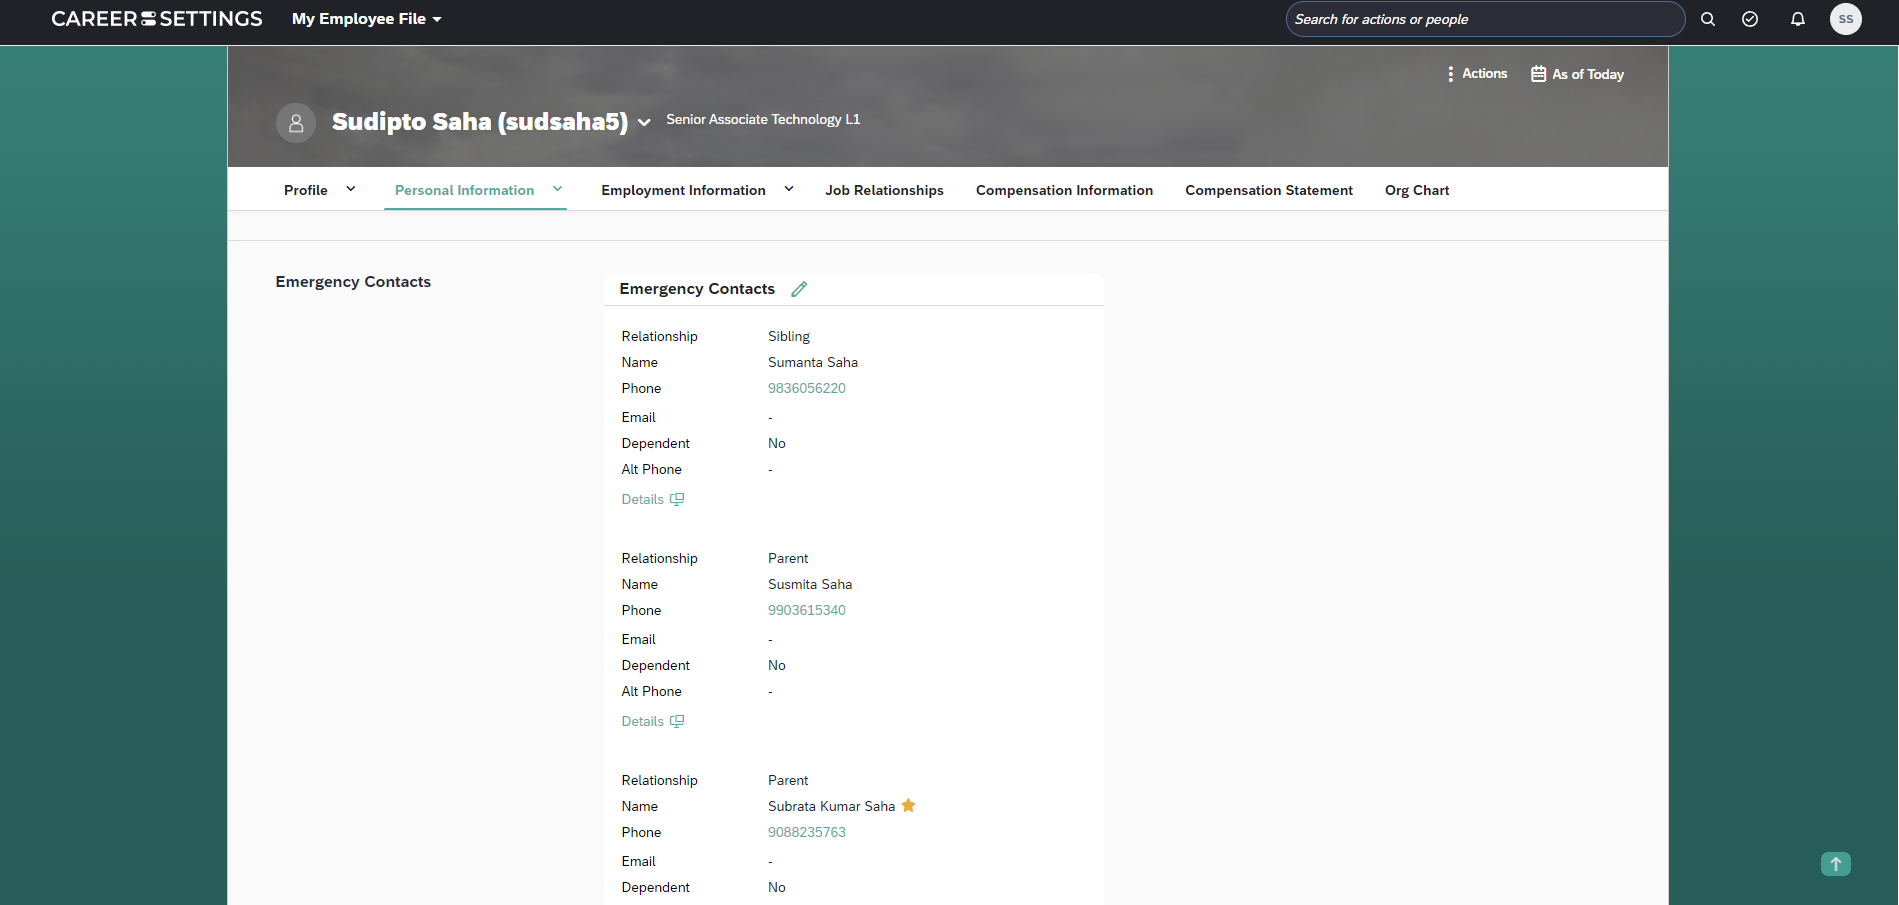 CAREER SETTINGS My Employee File Search for actions or people SS
Actions As of Today
Sudipto Saha (sudsaha5) Senior Associate Technology L1
Profile Personal Information Employment Information Job Relationships Compensation Information Compensation Statement Org Chart
Emergency Contacts
Emergency Contacts
Relationship Sibling
Name Sumanta Saha
Phone 9836056220
Email -
Dependent No
Alt Phone -
Details
Relationship Parent
Name Susmita Saha
Phone 9903615340
Email -
Dependent No
Alt Phone -
Details
Relationship Parent
Name Subrata Kumar Saha
Phone 9088235763
Email -
Dependent No